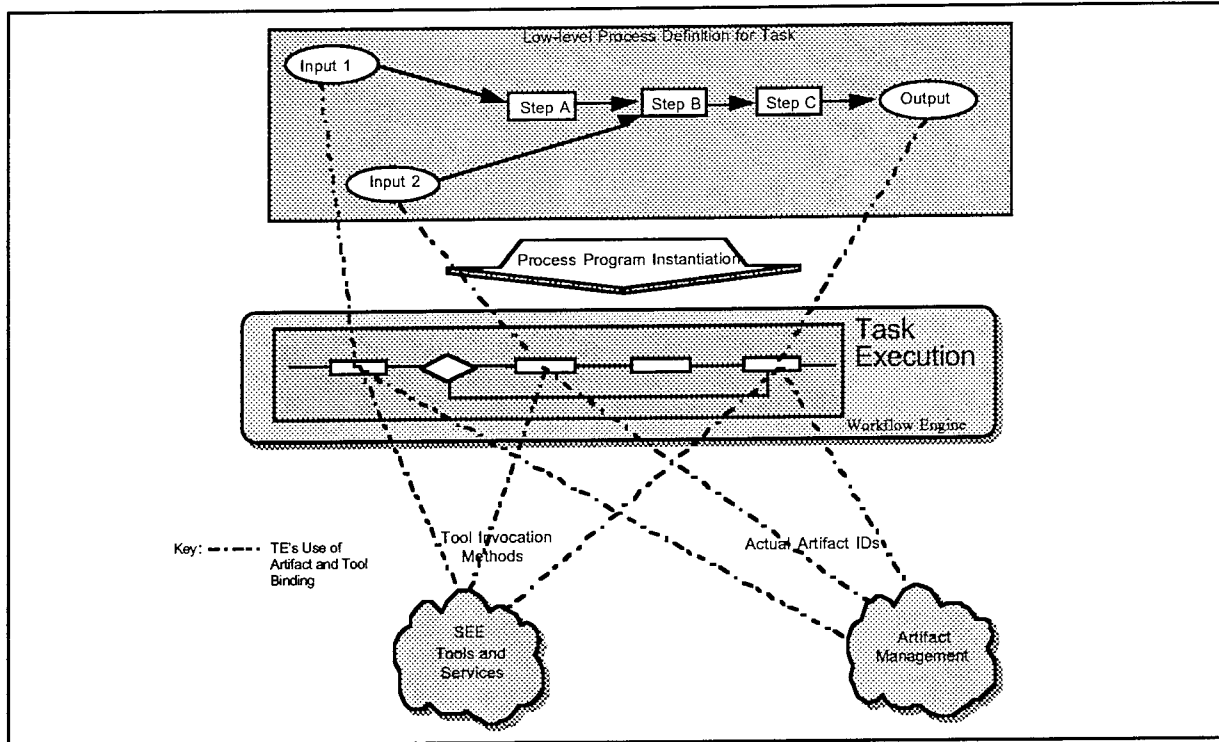 Low-level Process Definition for Task
Input 1
Step A
Step B
Step C
Output
Input 2
Process Program Instantiation
Task
Execution
Workflow Engine
Key:
TE's Use of
Artifact and Tool
Binding
Tool Invocation
Methods
Actual Artifact IDs
SEE
Tools and
Services
Artifact
Management